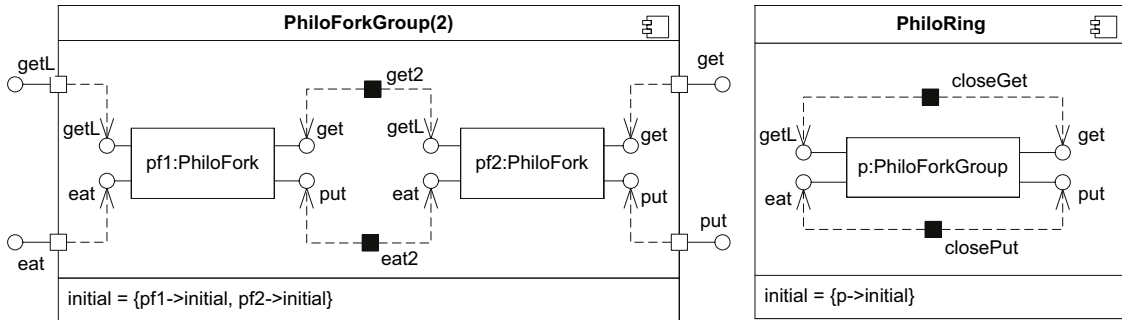 PhiloForkGroup(2)
getL
get2
get
getL
get
getL
get
pf1:PhiloFork
pf2:PhiloFork
eat
put
eat
put
eat
eat2
put
initial = {pf1->initial, pf2->initial}
PhiloRing
closeGet
getL
get
p:PhiloForkGroup
eat
put
closePut
initial = {p->initial}